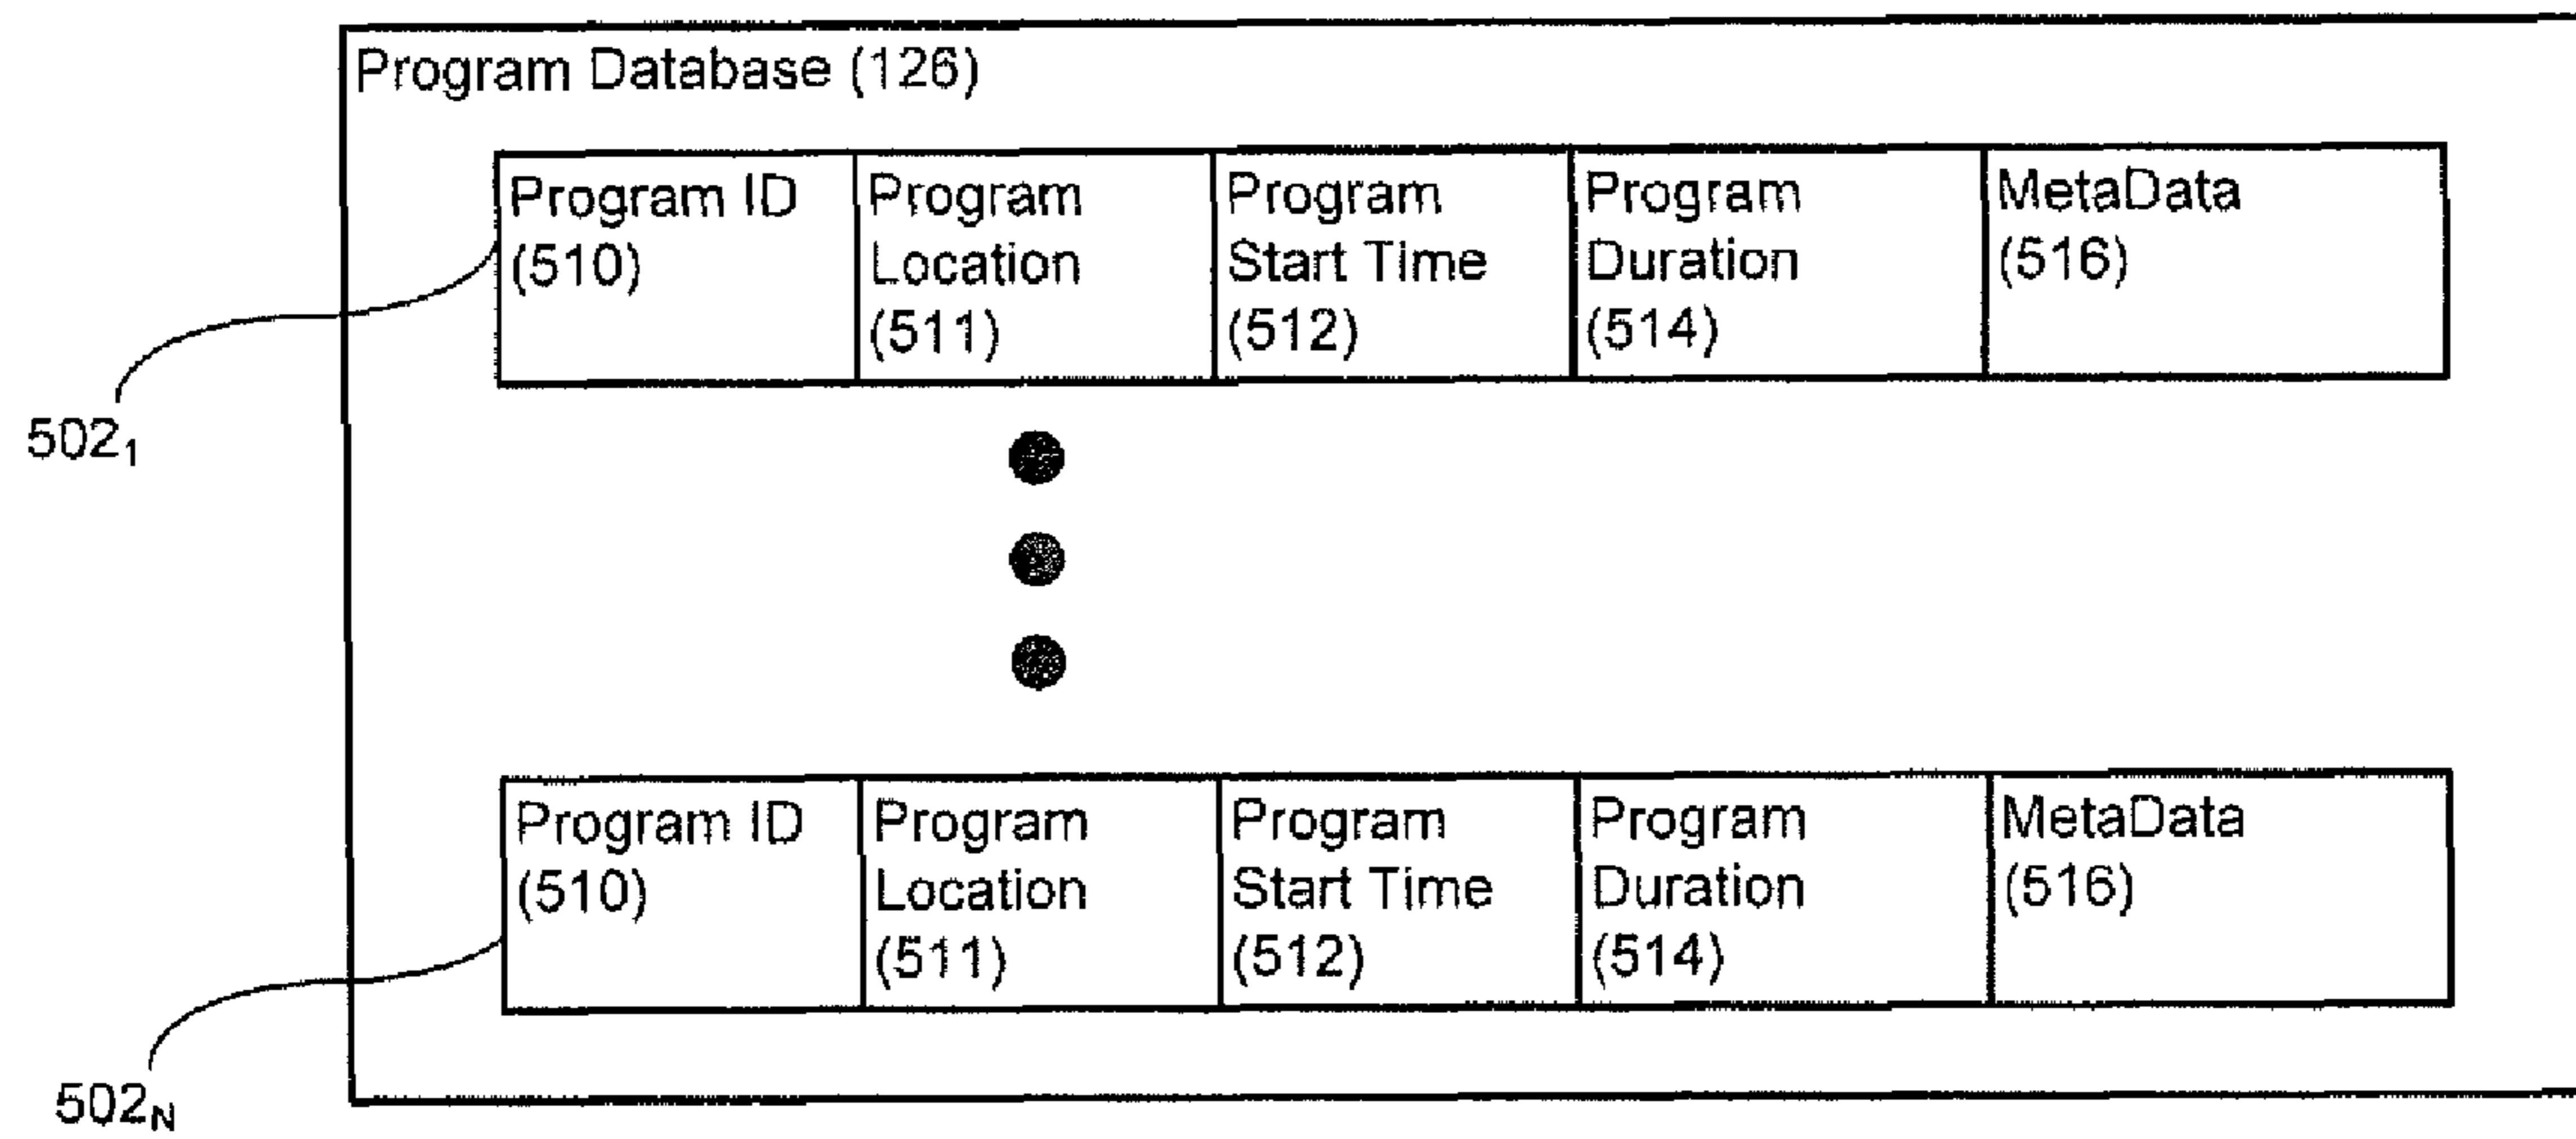 Program Database (126)
Program ID
(510)
Program
Location
(511)
Program
Start Time
(512)
Program
Duration
(514)
MetaData
(516)
502₁
Program ID
(510)
Program
Location
(511)
Program
Start Time
(512)
Program
Duration
(514)
MetaData
(516)
502ₙ